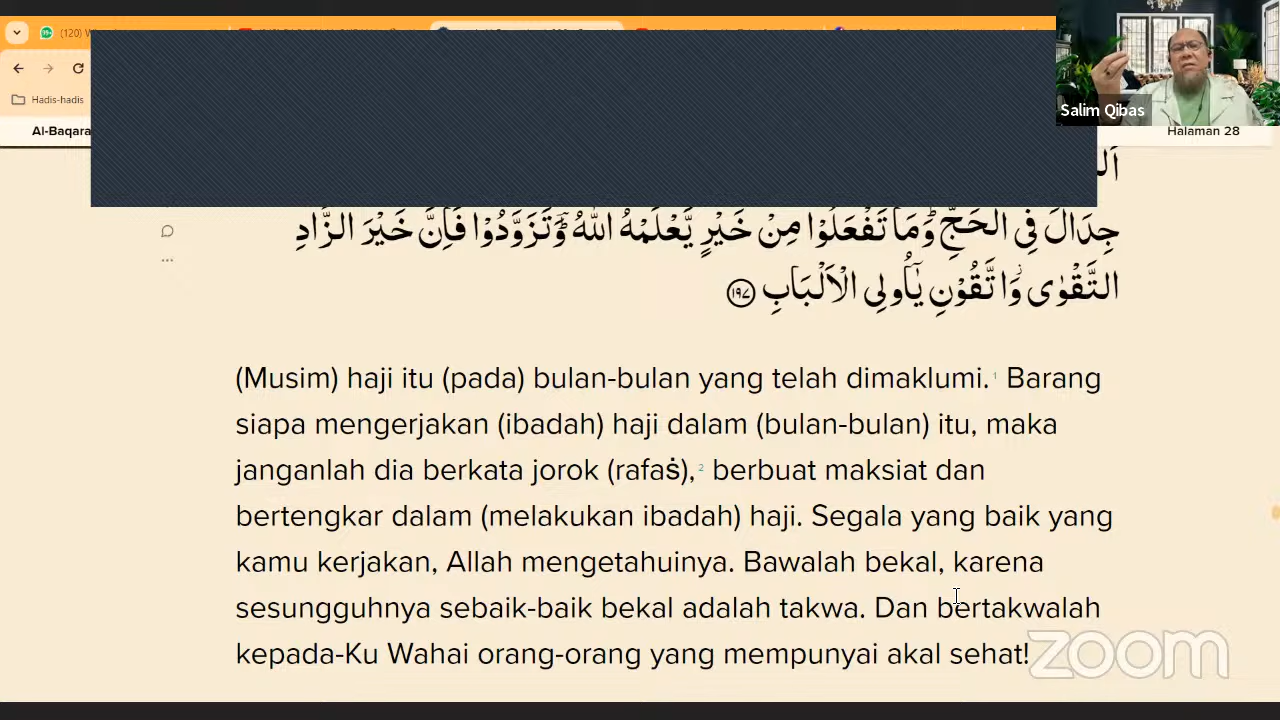 (120) W
Hadis-hadis
Al-Baqara
Salim Qibas
Halaman 28
جِدَالَ فِى الْحَجِّ ۗ وَمَا تَفْعَلُوْا مِنْ خَيْرٍ يَّعْلَمْهُ اللّٰهُ ۗ وَتَزَوَّدُوْا فَاِنَّ خَيْرَ الزَّادِ
التَّقْوٰى ۖ وَاتَّقُوْنِ يٰٓاُولِى الْاَلْبَابِ ١٩٧
(Musim) haji itu (pada) bulan-bulan yang telah dimaklumi. 1 Barang
siapa mengerjakan (ibadah) haji dalam (bulan-bulan) itu, maka
janganlah dia berkata jorok (rafaṡ), 2 berbuat maksiat dan
bertengkar dalam (melakukan ibadah) haji. Segala yang baik yang
kamu kerjakan, Allah mengetahuinya. Bawalah bekal, karena
sesungguhnya sebaik-baik bekal adalah takwa. Dan bertakwalah
kepada-Ku Wahai orang-orang yang mempunyai akal sehat!
zoom